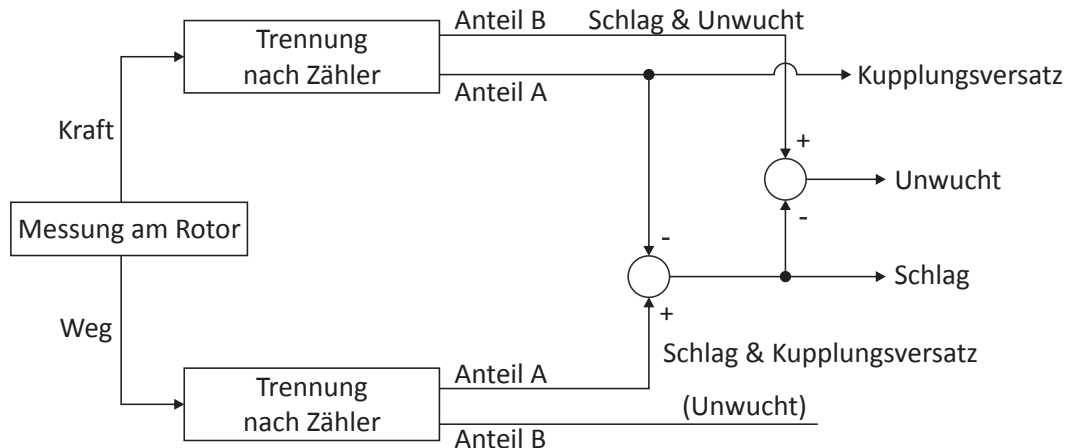 Anteil B
Schlag & Unwucht
Trennung
nach Zähler
Anteil A
Kupplungsversatz
Kraft
+
Unwucht
Messung am Rotor
-
-
Schlag
+
Weg
Schlag & Kupplungsversatz
Anteil A
Trennung
nach Zähler
(Unwucht)
Anteil B